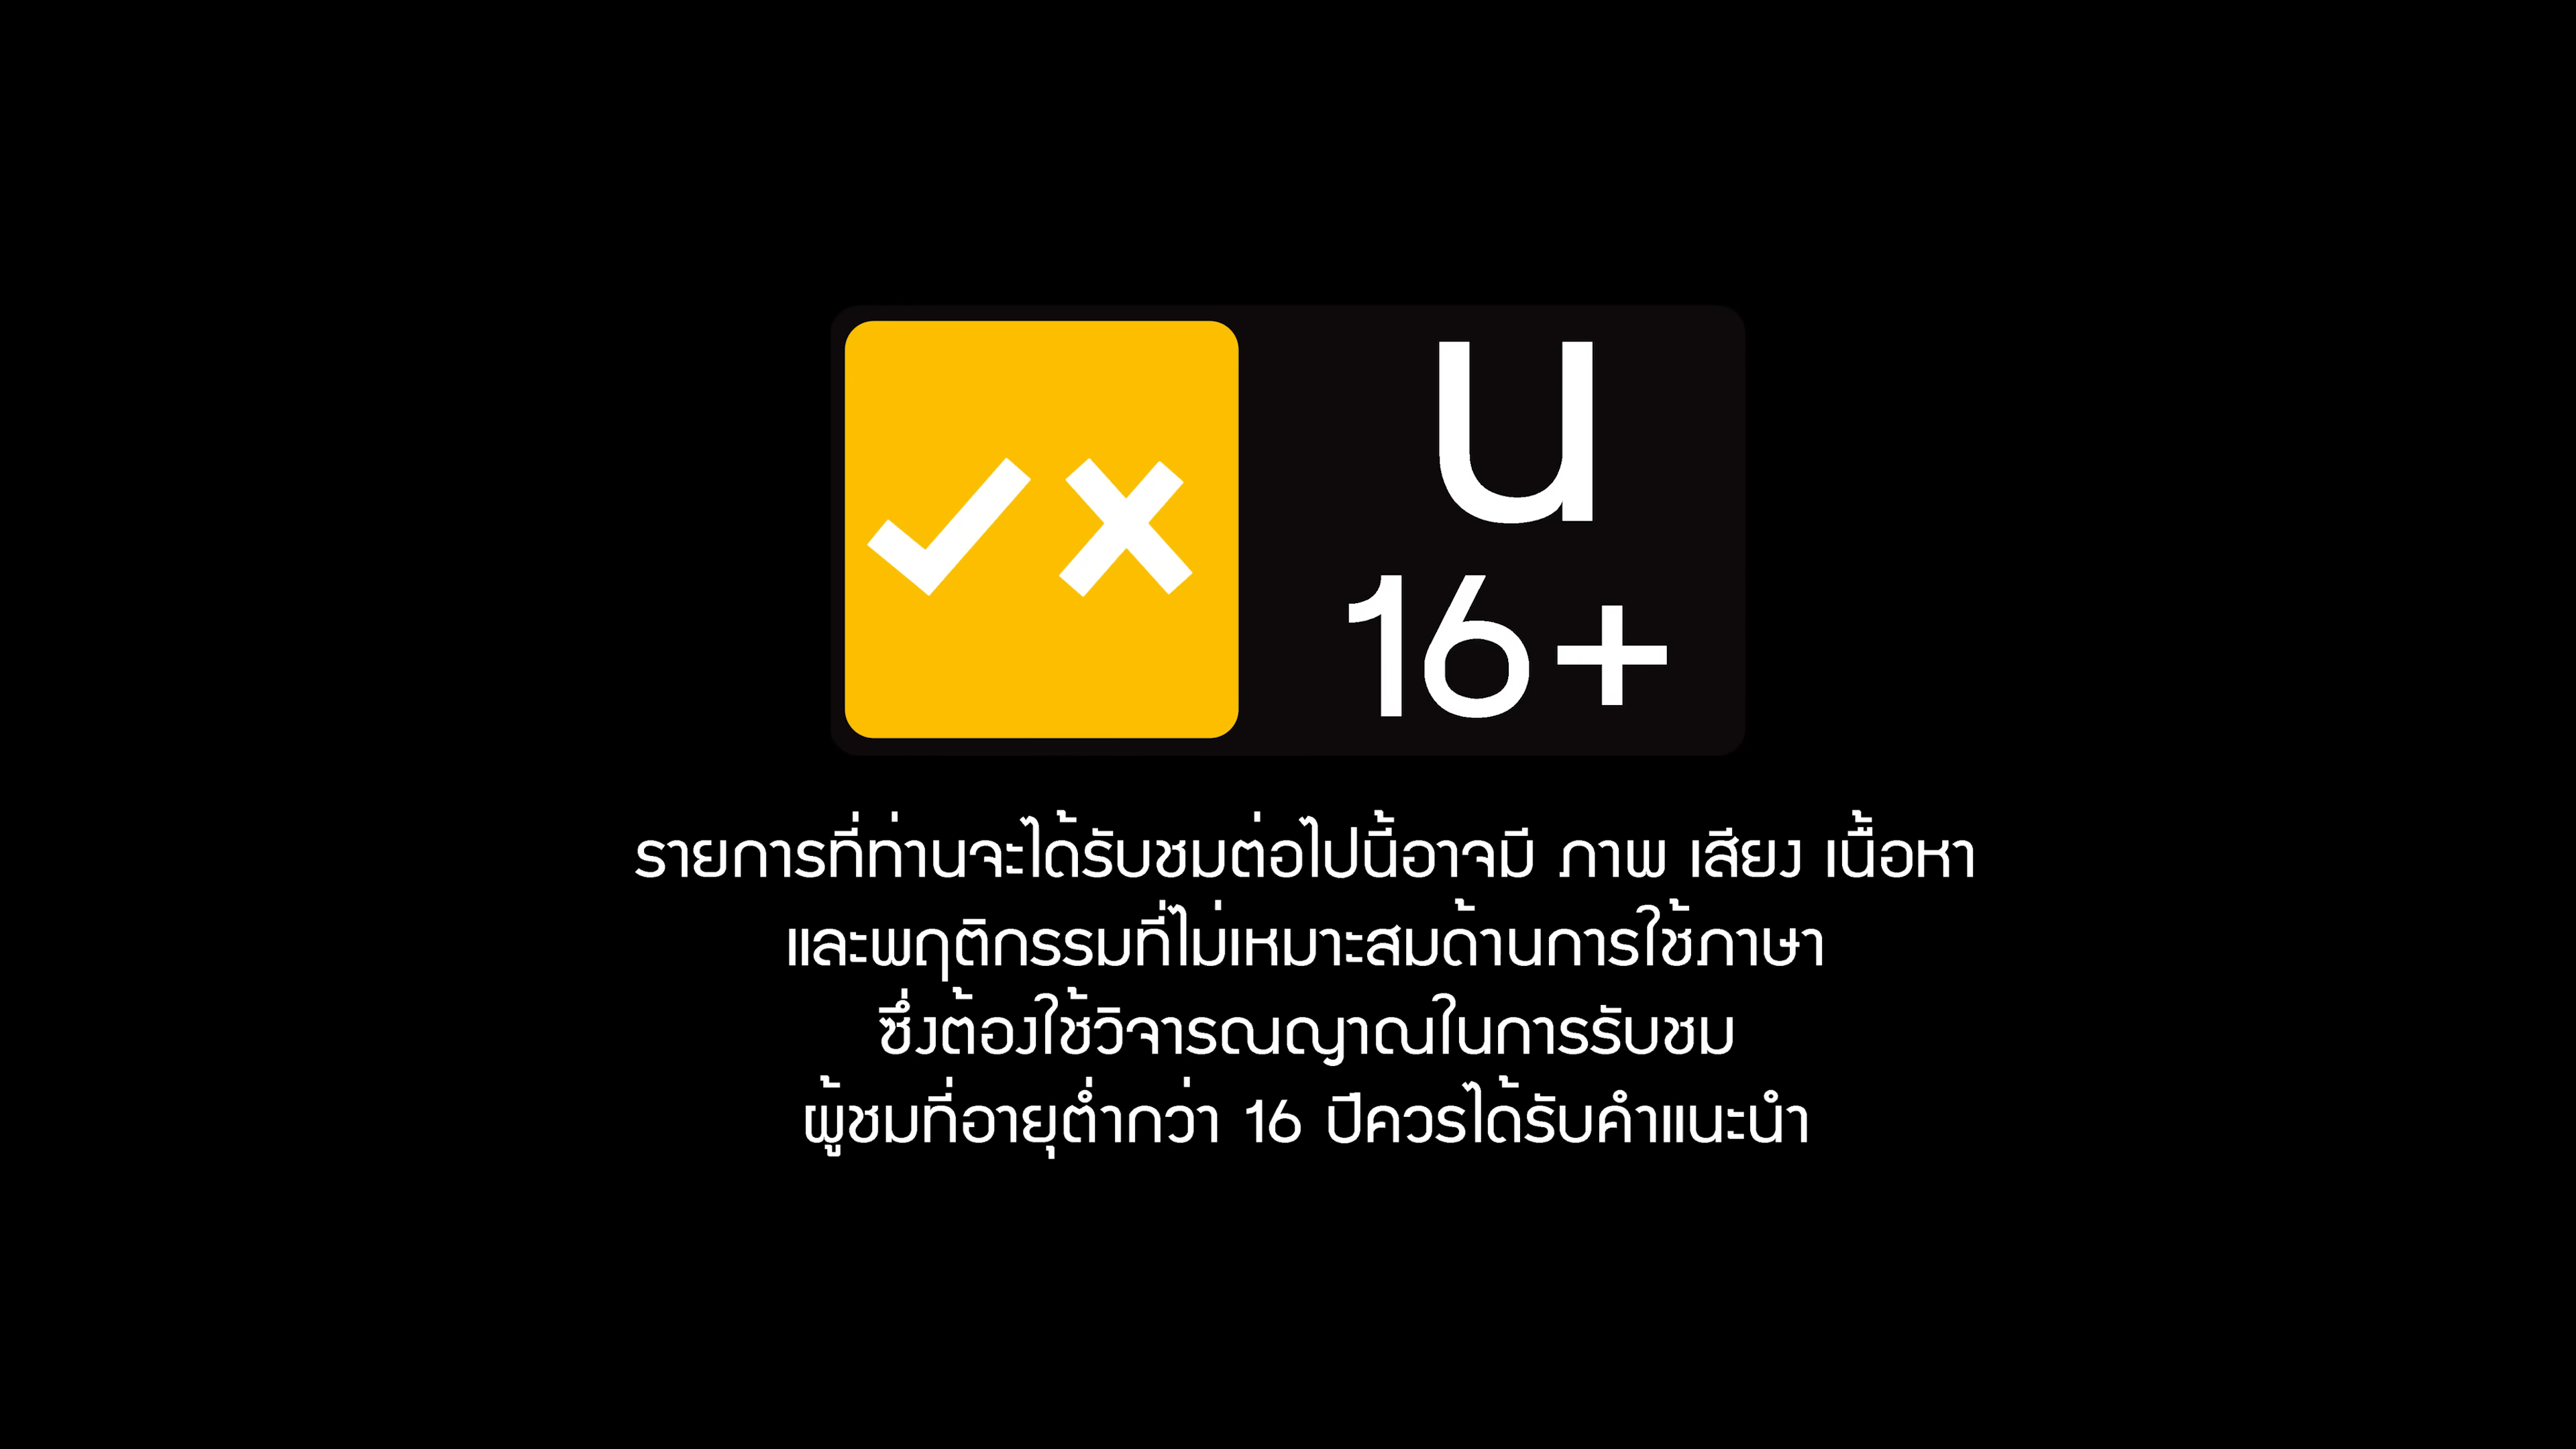 น
16+
รายการที่ท่านจะได้รับชมต่อไปนี้อาจมี ภาพ เสียง เนื้อหา
และพฤติกรรมที่ไม่เหมาะสมด้านการใช้ภาษา
ซึ่งต้องใช้วิจารณญาณในการรับชม
ผู้ชมที่อายุต่ำกว่า 16 ปีควรได้รับคำแนะนำ